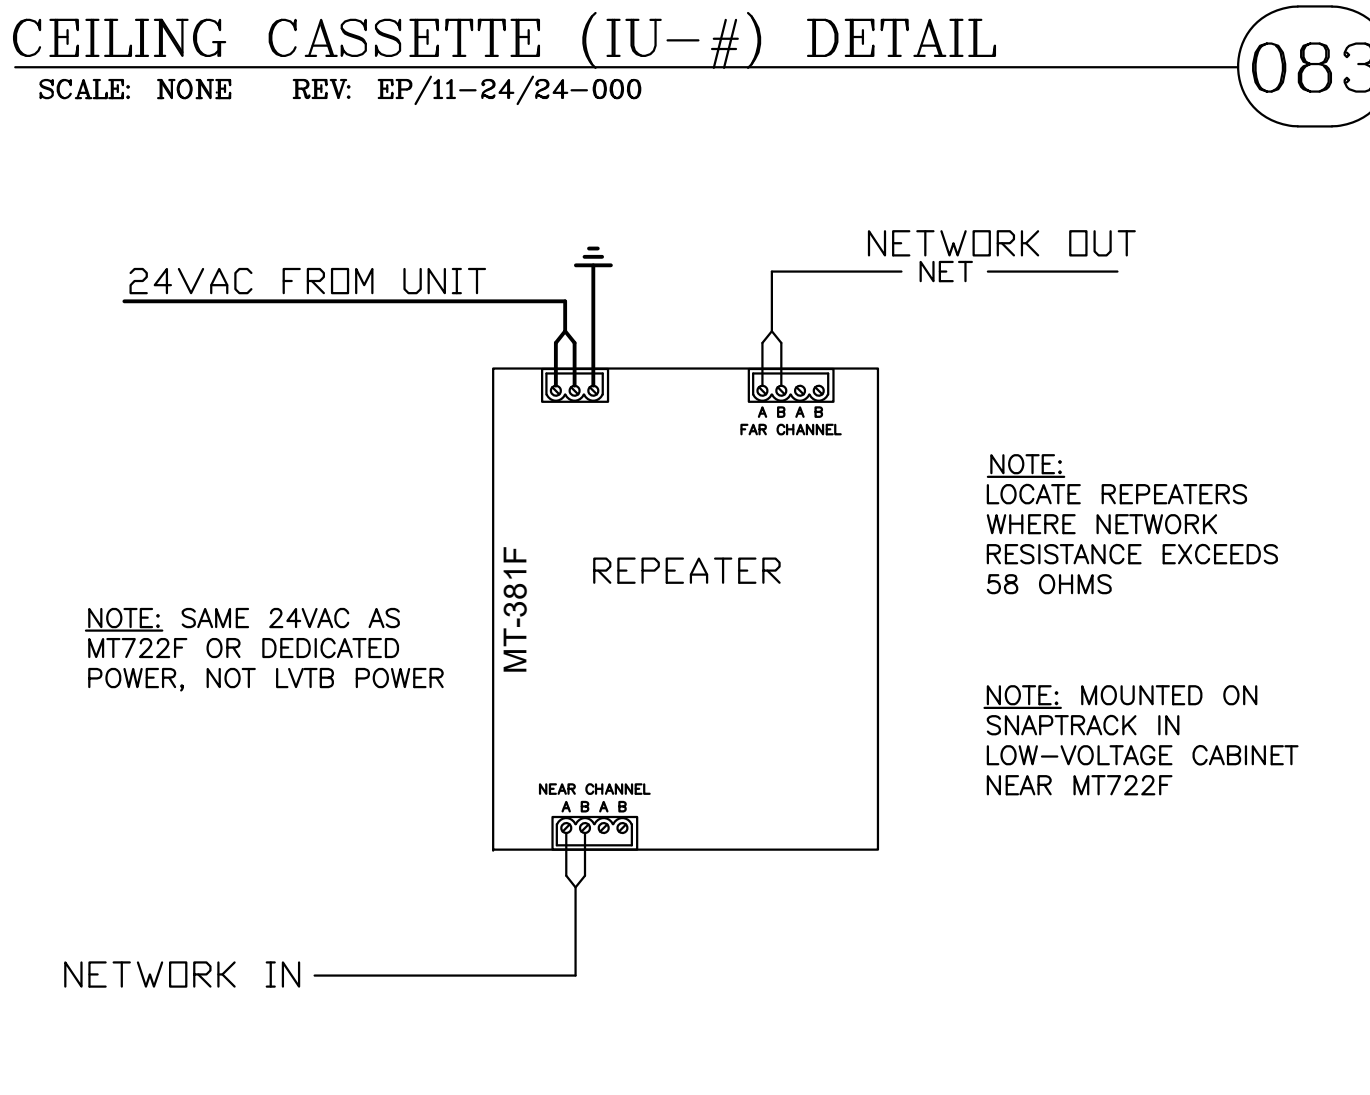 CEILING CASSETTE (IU-#) DETAIL
083
SCALE: NONE REV: EP/11-24/24-000
NETWORK OUT
NET
24VAC FROM UNIT
A B A B
FAR CHANNEL
NOTE:
LOCATE REPEATERS
WHERE NETWORK
RESISTANCE EXCEEDS
58 OHMS
REPEATER
MT-381F
NOTE: SAME 24VAC AS
MT722F OR DEDICATED
POWER, NOT LVTB POWER
NOTE: MOUNTED ON
SNAPTRACK IN
LOW-VOLTAGE CABINET
NEAR MT722F
NEAR CHANNEL
A B A B
NETWORK IN